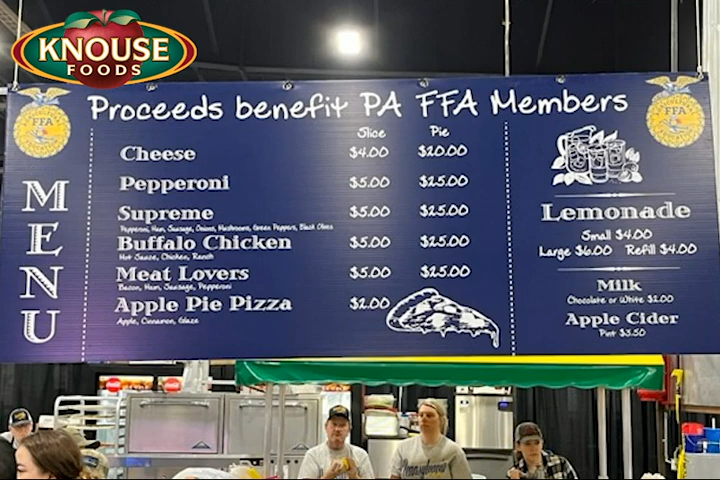 KNOUSE
FOODS
Proceeds benefit PA FFA Members
FFA
FFA
MENU
Slice Pie
Cheese $4.00 $20.00
Pepperoni $5.00 $25.00
Supreme $5.00 $25.00
Pepperoni, Ham, Sausage, Onions, Mushrooms, Green Peppers, Black Olives
Buffalo Chicken $5.00 $25.00
Hot Sauce, Chicken, Ranch
Meat Lovers $5.00 $25.00
Bacon, Ham, Sausage, Pepperoni
Apple Pie Pizza $2.00
Apple, Cinnamon, Glaze
Lemonade
Small $4.00
Large $6.00 Refill $4.00
Milk
Chocolate or White $2.00
Apple Cider
Pint $3.50